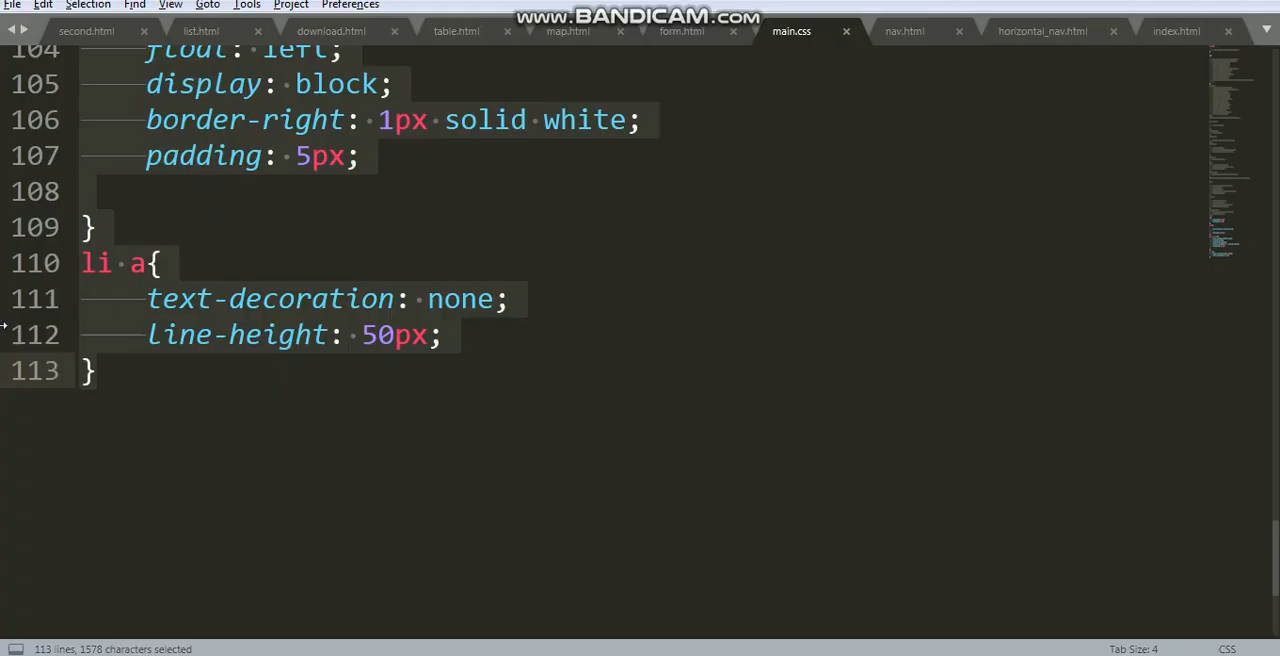 www.BANDICAM.com
File Edit Selection Find View Goto Tools Project Preferences
second.html list.html download.html table.html map.html form.html main.css nav.html horizontal_nav.html index.html
104 float: left;
105 display: block;
106 border-right: 1px solid white;
107 padding: 5px;
108
109 }
110 li a{
111 text-decoration: none;
112 line-height: 50px;
113 }
113 lines, 1578 characters selected Tab Size: 4 CSS